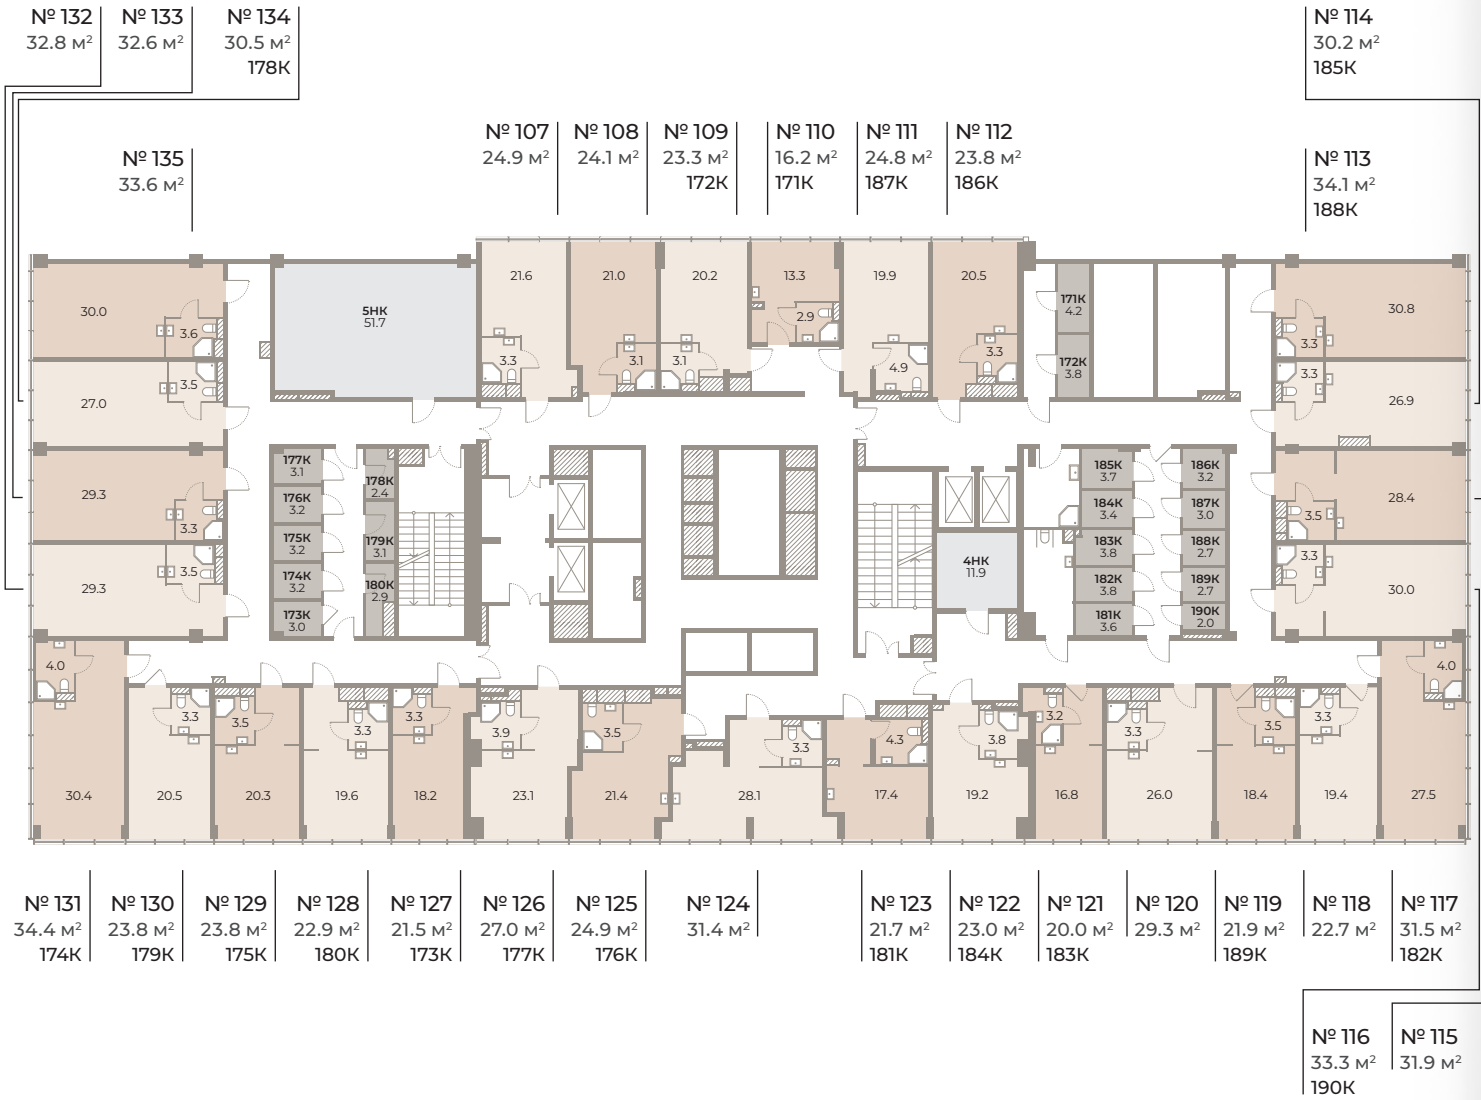 № 132
32.8 м²
№ 133
32.6 м²
№ 134
30.5 м²
178К
№ 114
30.2 м²
185К
№ 135
33.6 м²
№ 107
24.9 м²
№ 108
24.1 м²
№ 109
23.3 м²
172К
№ 110
16.2 м²
171К
№ 111
24.8 м²
187К
№ 112
23.8 м²
186К
№ 113
34.1 м²
188К
30.0
3.6
5НК
51.7
21.6
3.3
21.0
3.1
20.2
3.1
13.3
2.9
19.9
4.9
20.5
3.3
171К
4.2
172К
3.8
30.8
3.3
27.0
3.5
3.3
26.9
29.3
3.3
177К
3.1
176К
3.2
175К
3.2
174К
3.2
173К
3.0
178К
2.4
179К
3.1
180К
2.9
4НК
11.9
185К
3.7
184К
3.4
183К
3.8
182К
3.8
181К
3.6
186К
3.2
187К
3.0
188К
2.7
189К
2.7
190К
2.0
28.4
3.5
29.3
3.5
3.3
30.0
4.0
30.4
3.3
20.5
3.5
20.3
3.3
19.6
3.3
18.2
3.9
23.1
3.5
21.4
3.3
28.1
4.3
17.4
3.8
19.2
3.2
16.8
3.3
26.0
3.5
18.4
3.3
19.4
4.0
27.5
№ 131
34.4 м²
174К
№ 130
23.8 м²
179К
№ 129
23.8 м²
175К
№ 128
22.9 м²
180К
№ 127
21.5 м²
173К
№ 126
27.0 м²
177К
№ 125
24.9 м²
176К
№ 124
31.4 м²
№ 123
21.7 м²
181К
№ 122
23.0 м²
184К
№ 121
20.0 м²
183К
№ 120
29.3 м²
№ 119
21.9 м²
189К
№ 118
22.7 м²
№ 117
31.5 м²
182К
№ 116
33.3 м²
190К
№ 115
31.9 м²